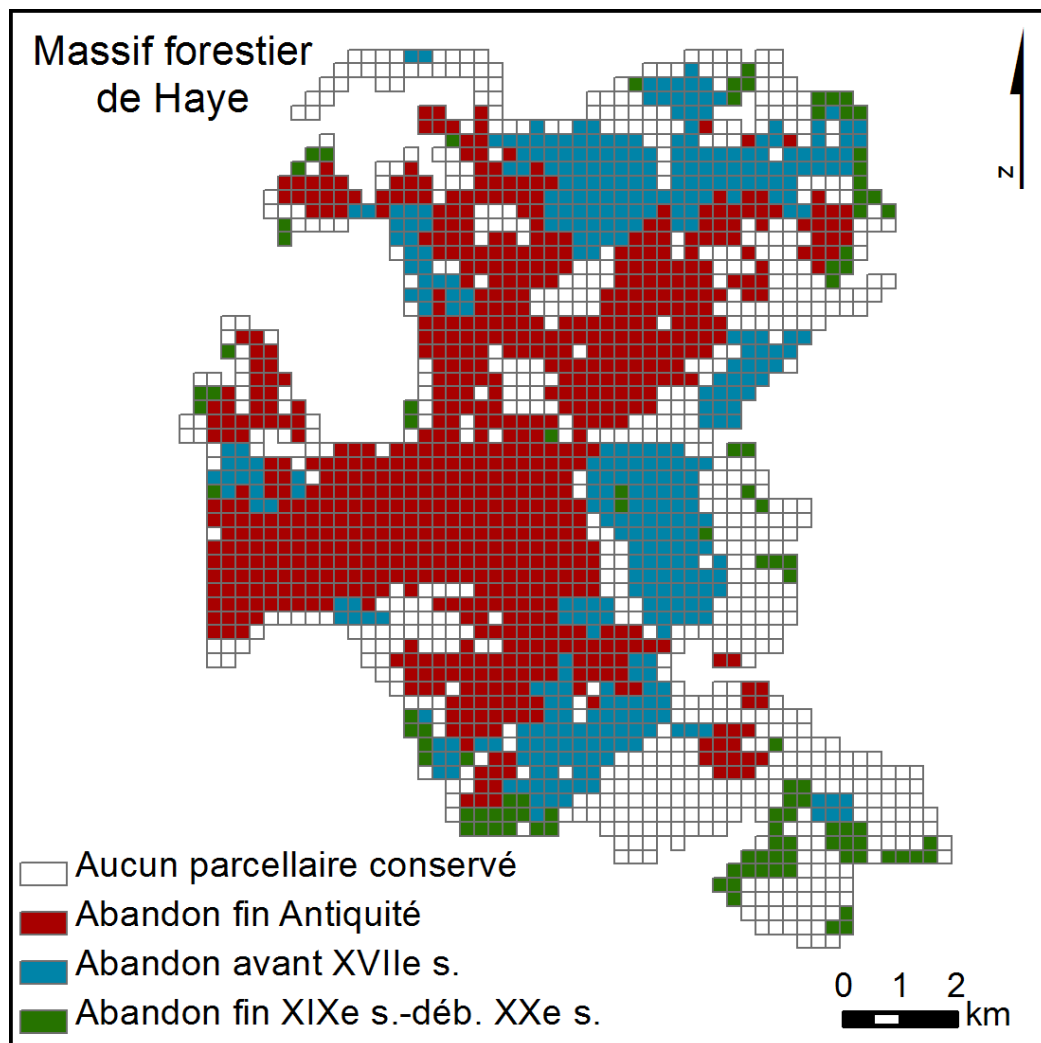 Massif forestier
de Haye
N
Aucun parcellaire conservé
Abandon fin Antiquité
Abandon avant XVIIe s.
Abandon fin XIXe s.-déb. XXe s.
0 1 2
km